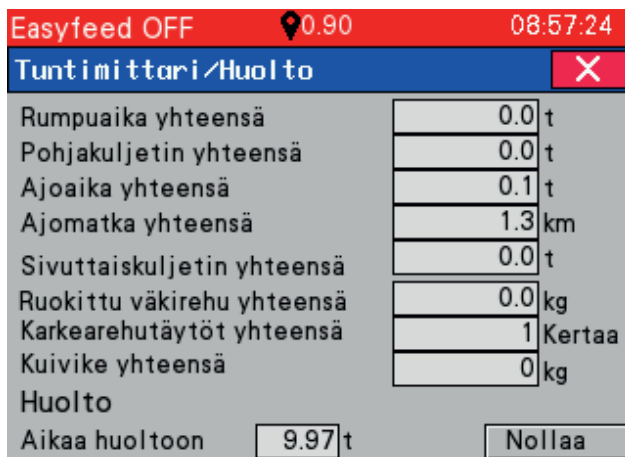 Easyfeed OFF 0.90 08:57:24
Tuntimittari/Huolto X
Rumpuaika yhteensä 0.0 t
Pohjakuljetin yhteensä 0.0 t
Ajoaika yhteensä 0.1 t
Ajomatka yhteensä 1.3 km
Sivuttaiskuljetin yhteensä 0.0 t
Ruokittu väkirehu yhteensä 0.0 kg
Karkearehutäytöt yhteensä 1 Kertaa
Kuivike yhteensä 0 kg
Huolto
Aikaa huoltoon 9.97 t Nollaa